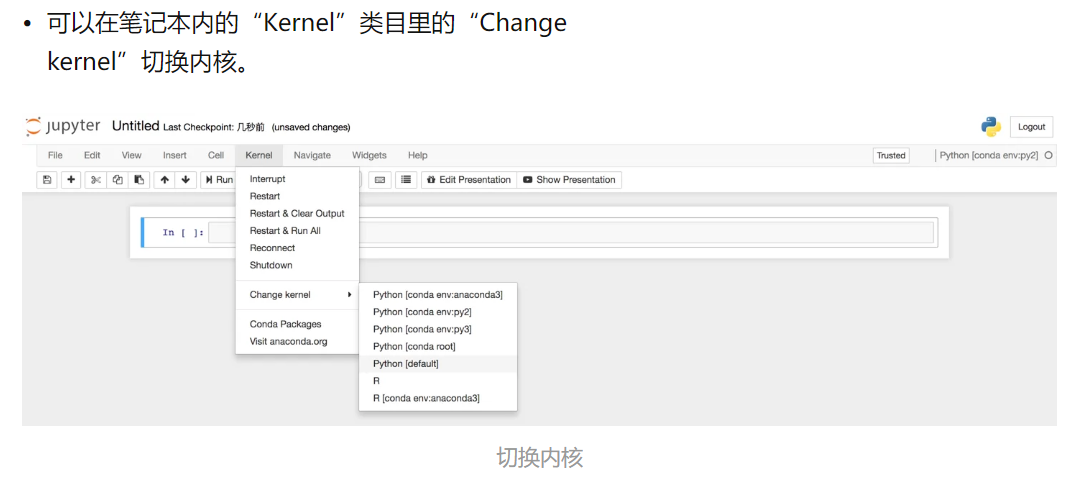 • 可以在笔记本内的“Kernel”类目里的“Change
kernel”切换内核。
jupyter Untitled Last Checkpoint: 几秒前 (unsaved changes) Logout
File Edit View Insert Cell Kernel Navigate Widgets Help Trusted Python [conda env:py2]
Run Edit Presentation Show Presentation
Interrupt
Restart
Restart & Clear Output
Restart & Run All
Reconnect
Shutdown
Change kernel
Conda Packages
Visit anaconda.org
In [ ]:
Python [conda env:anaconda3]
Python [conda env:py2]
Python [conda env:py3]
Python [conda root]
Python [default]
R
R [conda env:anaconda3]
切换内核